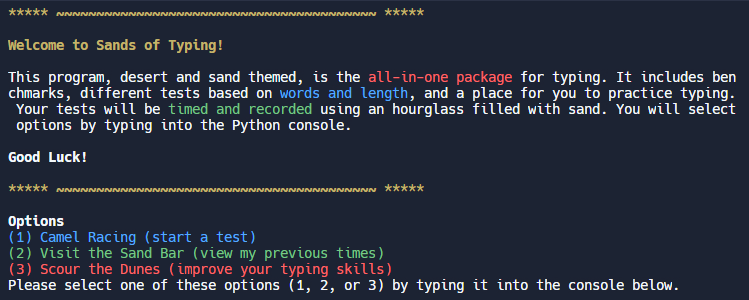 ***** ~~~~~~~~~~~~~~~~~~~~~~~~~~~~~~~~~~~~~~~~ *****
Welcome to Sands of Typing!
This program, desert and sand themed, is the all-in-one package for typing. It includes ben
chmarks, different tests based on words and length, and a place for you to practice typing.
 Your tests will be timed and recorded using an hourglass filled with sand. You will select
 options by typing into the Python console.
Good Luck!
***** ~~~~~~~~~~~~~~~~~~~~~~~~~~~~~~~~~~~~~~~~ *****
Options
(1) Camel Racing (start a test)
(2) Visit the Sand Bar (view my previous times)
(3) Scour the Dunes (improve your typing skills)
Please select one of these options (1, 2, or 3) by typing it into the console below.